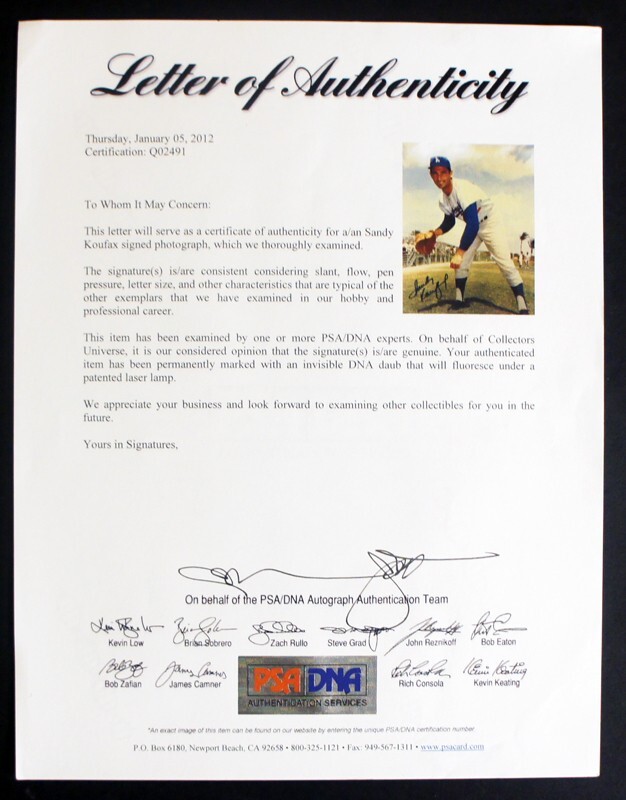 Letter of Authenticity
Thursday, January 05, 2012
Certification: Q02491
To Whom It May Concern:
This letter will serve as a certificate of authenticity for a/an Sandy
Koufax signed photograph, which we thoroughly examined.
The signature(s) is/are consistent considering slant, flow, pen
pressure, letter size, and other characteristics that are typical of the
other exemplars that we have examined in our hobby and
professional career.
This item has been examined by one or more PSA/DNA experts. On behalf of Collectors
Universe, it is our considered opinion that the signature(s) is/are genuine. Your authenticated
item has been permanently marked with an invisible DNA daub that will fluoresce under a
patented laser lamp.
We appreciate your business and look forward to examining other collectibles for you in the
future.
Yours in Signatures,
On behalf of the PSA/DNA Autograph Authentication Team
Kevin Low Brian Sobrero Zach Rullo Steve Grad John Reznikoff Bob Eaton
Bob Zafian James Camner Rich Consola Kevin Keating
PSA DNA
AUTHENTICATION SERVICES
*An exact image of this item can be found on our website by entering the unique PSA/DNA certification number
P.O. Box 6180, Newport Beach, CA 92658 • 800-325-1121 • Fax: 949-567-1311 • www.psacard.com